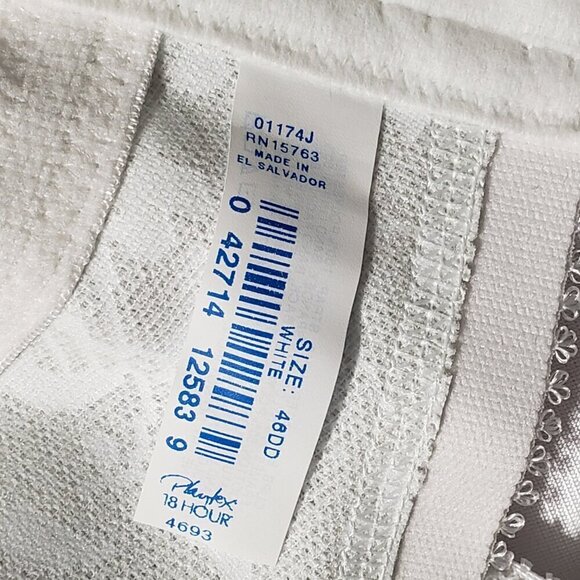 01174J
RN15763
MADE IN
EL SALVADOR
0 42714 12583 9
SIZE: 46DD
WHITE
Playtex
18 HOUR
4693